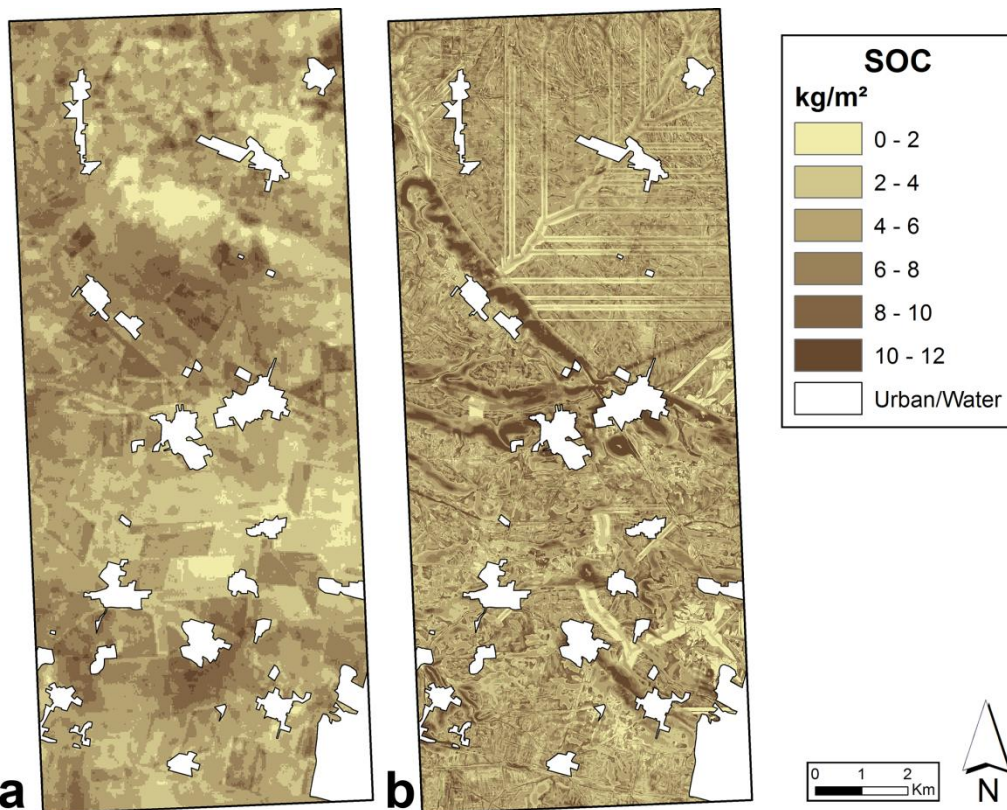 SOC
kg/m²
0 - 2
2 - 4
4 - 6
6 - 8
8 - 10
10 - 12
Urban/Water
a
b
0 1 2
Km
N